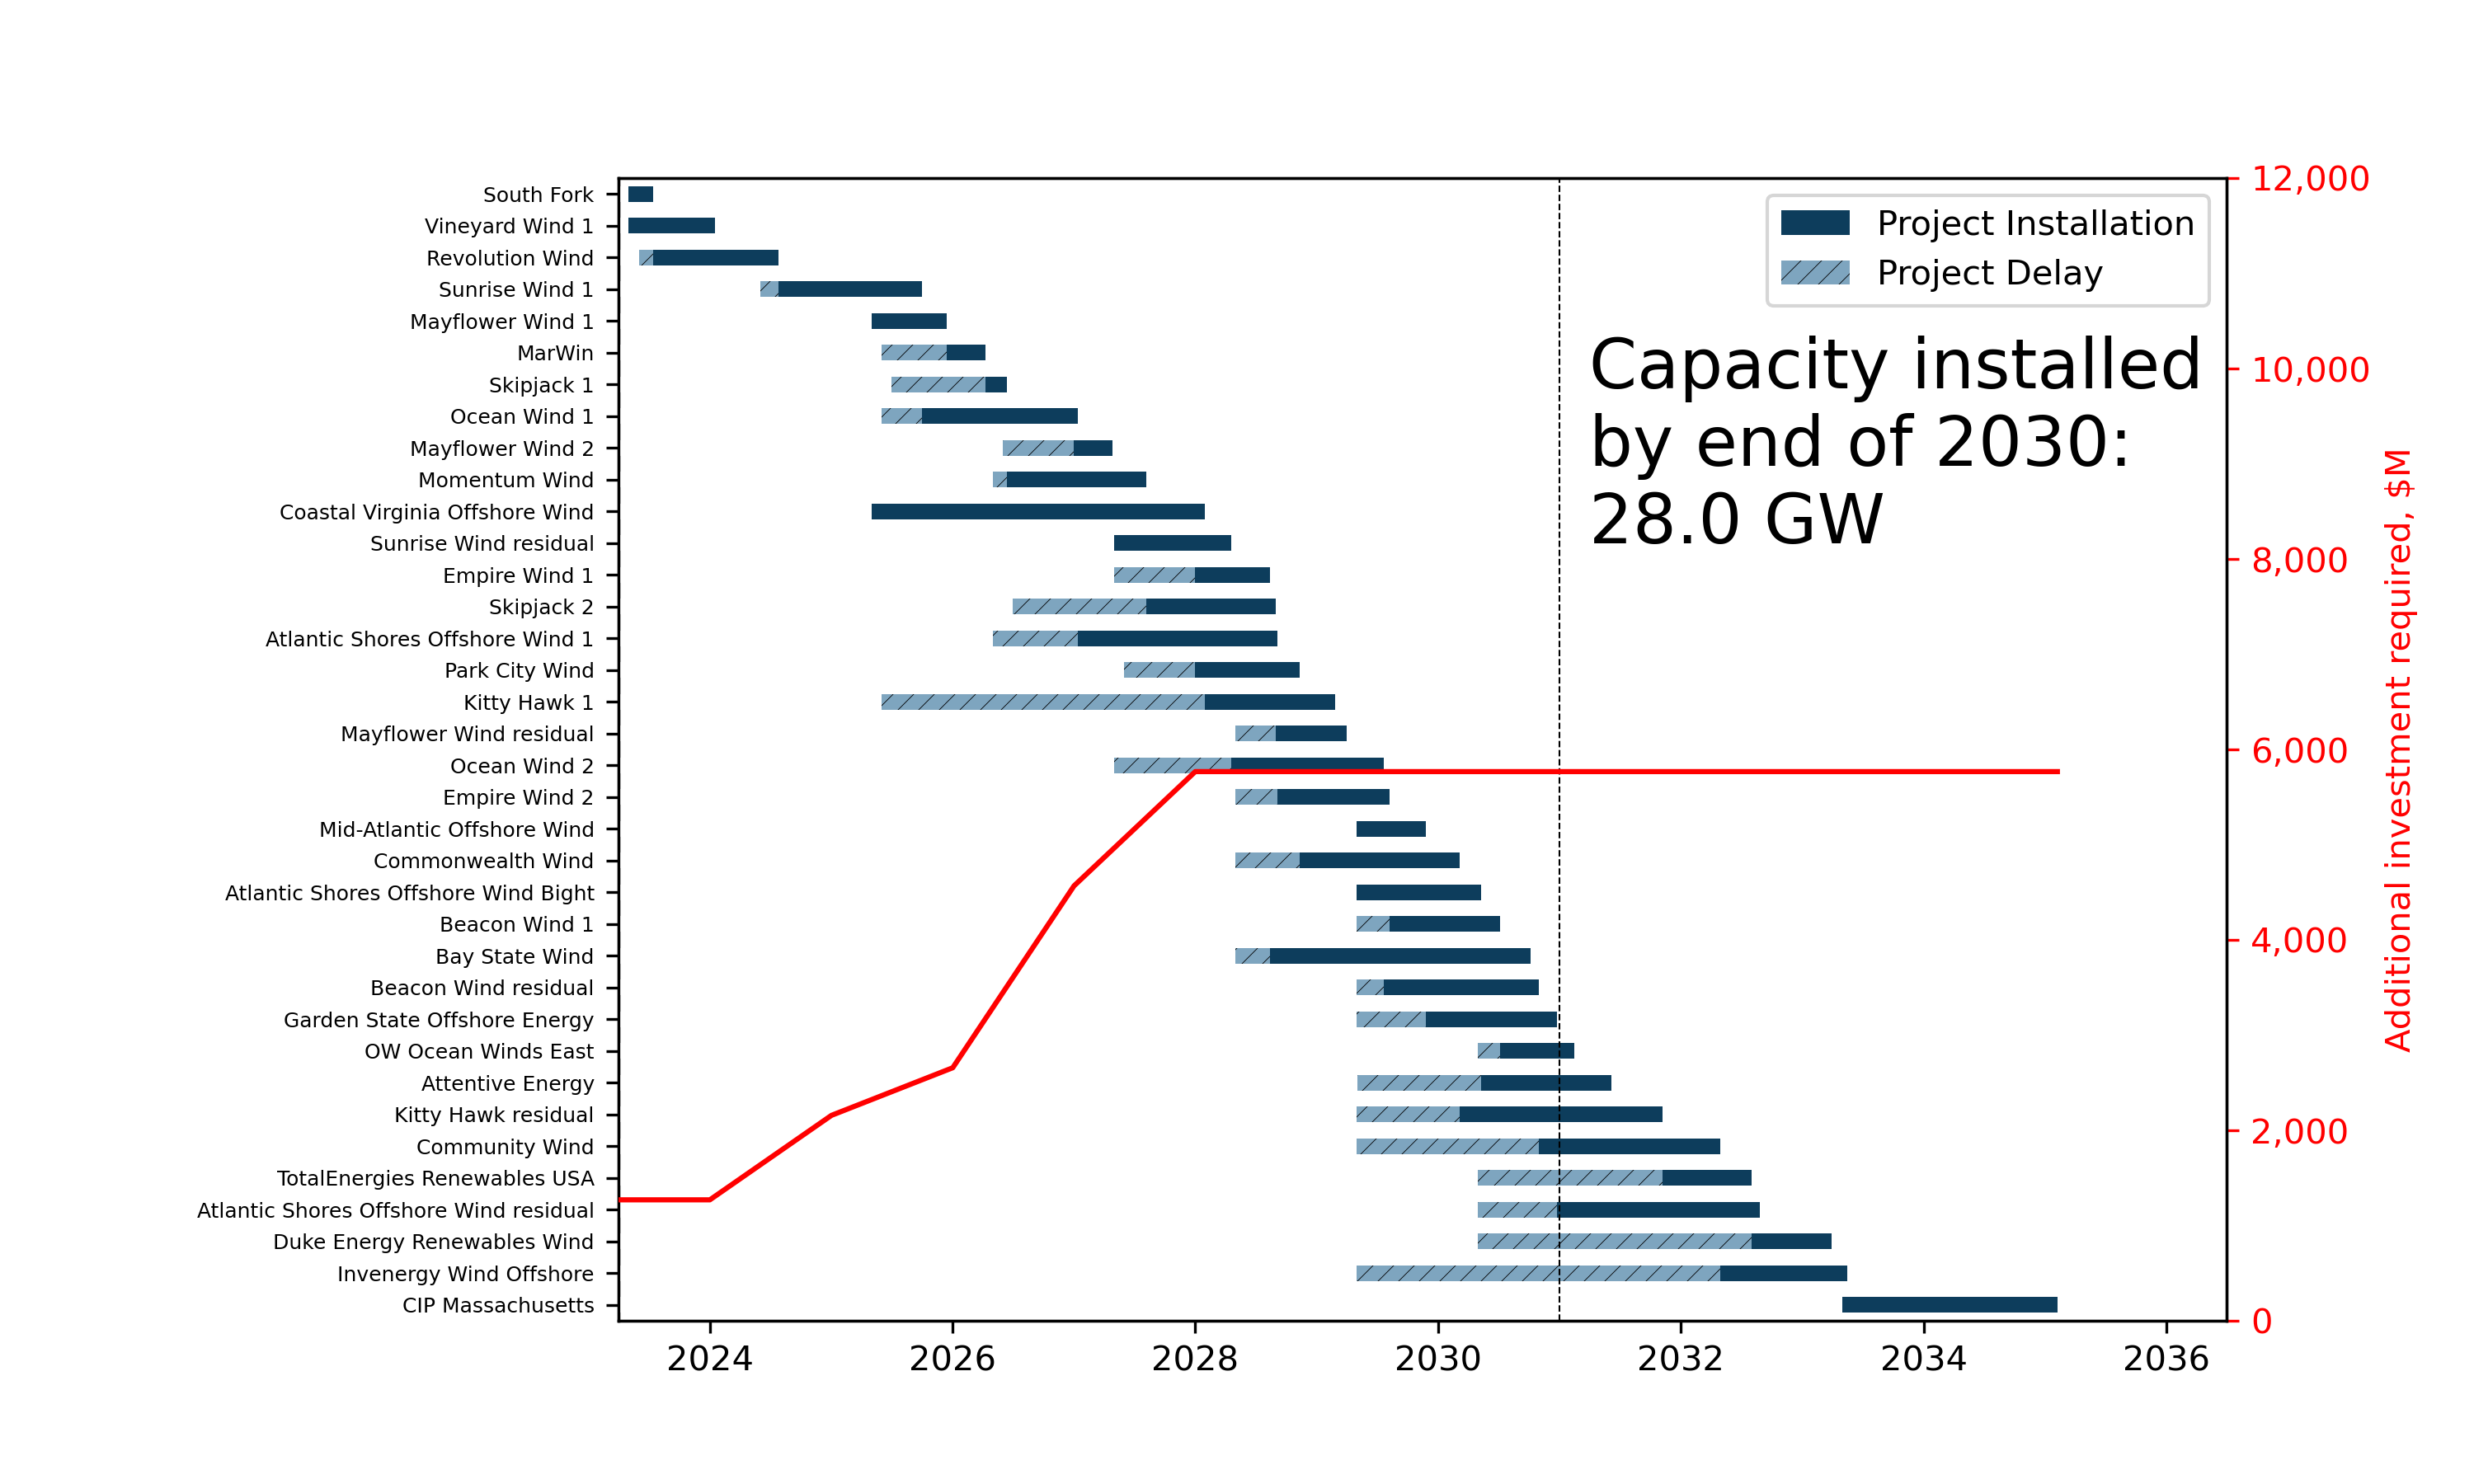 South Fork
Vineyard Wind 1
Revolution Wind
Sunrise Wind 1
Mayflower Wind 1
MarWin
Skipjack 1
Ocean Wind 1
Mayflower Wind 2
Momentum Wind
Coastal Virginia Offshore Wind
Sunrise Wind residual
Empire Wind 1
Skipjack 2
Atlantic Shores Offshore Wind 1
Park City Wind
Kitty Hawk 1
Mayflower Wind residual
Ocean Wind 2
Empire Wind 2
Mid-Atlantic Offshore Wind
Commonwealth Wind
Atlantic Shores Offshore Wind Bight
Beacon Wind 1
Bay State Wind
Beacon Wind residual
Garden State Offshore Energy
OW Ocean Winds East
Attentive Energy
Kitty Hawk residual
Community Wind
TotalEnergies Renewables USA
Atlantic Shores Offshore Wind residual
Duke Energy Renewables Wind
Invenergy Wind Offshore
CIP Massachusetts
Project Installation
Project Delay
Capacity installed
by end of 2030:
28.0 GW
12,000
10,000
8,000
6,000
4,000
2,000
0
Additional investment required, $M
2024 2026 2028 2030 2032 2034 2036